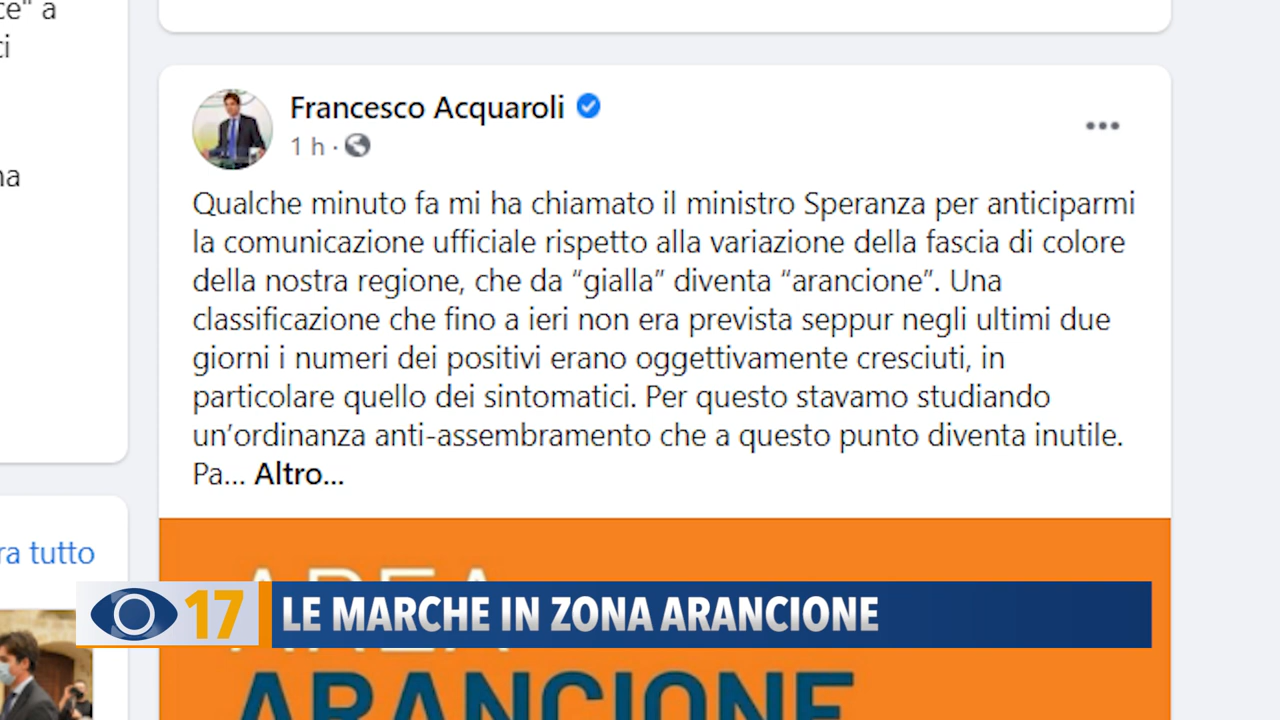 ce" a
ci
na
Francesco Acquaroli
1 h ·
Qualche minuto fa mi ha chiamato il ministro Speranza per anticiparmi
la comunicazione ufficiale rispetto alla variazione della fascia di colore
della nostra regione, che da “gialla” diventa “arancione”. Una
classificazione che fino a ieri non era prevista seppur negli ultimi due
giorni i numeri dei positivi erano oggettivamente cresciuti, in
particolare quello dei sintomatici. Per questo stavamo studiando
un’ordinanza anti-assembramento che a questo punto diventa inutile.
Pa... Altro...
ra tutto
AREA
17 LE MARCHE IN ZONA ARANCIONE
ARANCIONE